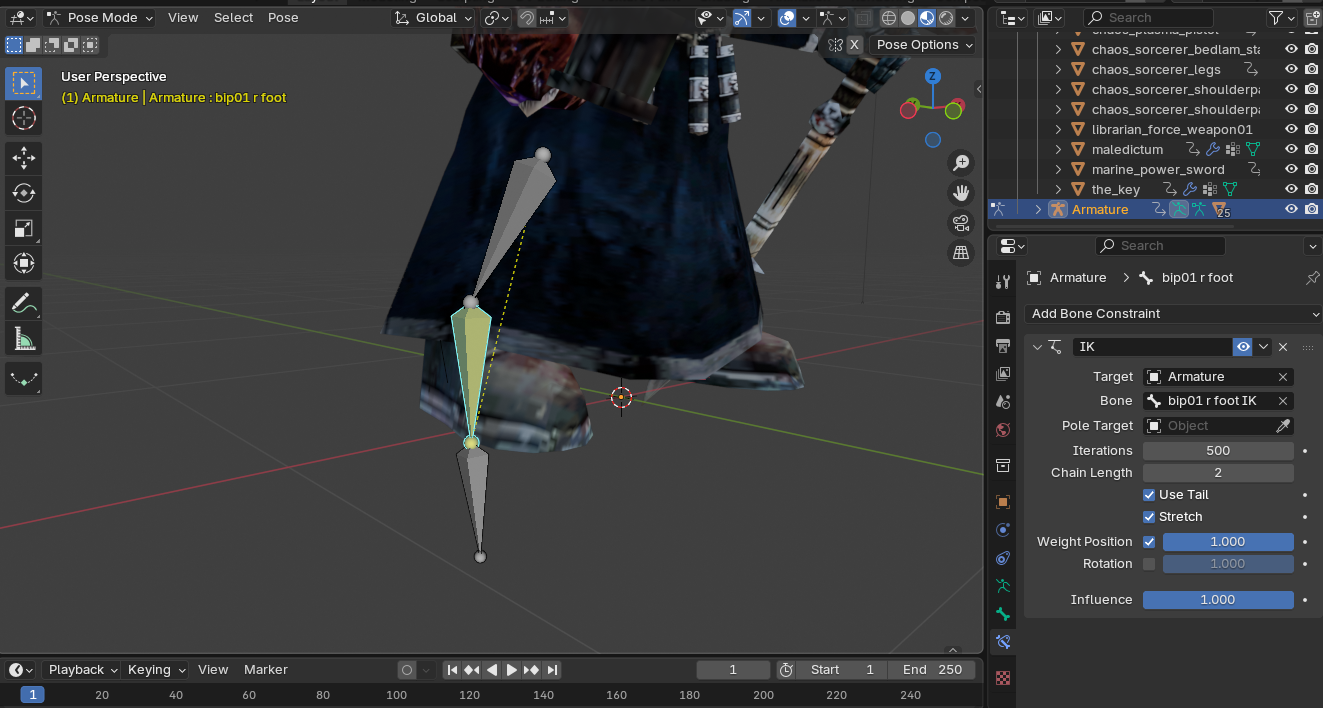 Pose Mode View Select Pose Global Search
X Pose Options
User Perspective
(1) Armature | Armature : bip01 r foot
Z
chaos_plasma_pistol
chaos_sorcerer_bedlam_sta
chaos_sorcerer_legs
chaos_sorcerer_shoulderpa
chaos_sorcerer_shoulderpa
librarian_force_weapon01
maledictum
marine_power_sword
the_key
Armature 25
Search
Armature > bip01 r foot
Add Bone Constraint
IK
Target Armature
Bone bip01 r foot IK
Pole Target Object
Iterations 500
Chain Length 2
Use Tail
Stretch
Weight Position 1.000
Rotation 1.000
Influence 1.000
Playback Keying View Marker 1 Start 1 End 250
1 20 40 60 80 100 120 140 160 180 200 220 240